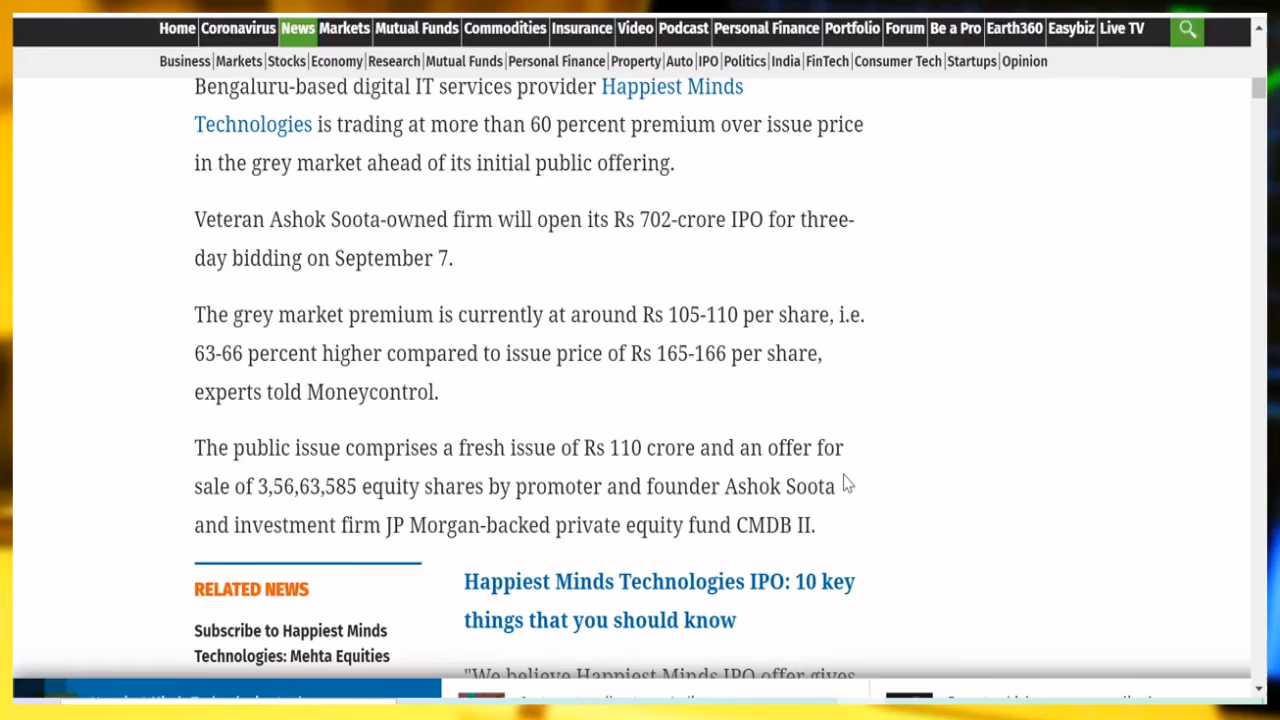 Home Coronavirus News Markets Mutual Funds Commodities Insurance Video Podcast Personal Finance Portfolio Forum Be a Pro Earth360 Easybiz Live TV
Business Markets Stocks Economy Research Mutual Funds Personal Finance Property Auto IPO Politics India FinTech Consumer Tech Startups Opinion
Bengaluru-based digital IT services provider Happiest Minds
Technologies is trading at more than 60 percent premium over issue price
in the grey market ahead of its initial public offering.
Veteran Ashok Soota-owned firm will open its Rs 702-crore IPO for three-
day bidding on September 7.
The grey market premium is currently at around Rs 105-110 per share, i.e.
63-66 percent higher compared to issue price of Rs 165-166 per share,
experts told Moneycontrol.
The public issue comprises a fresh issue of Rs 110 crore and an offer for
sale of 3,56,63,585 equity shares by promoter and founder Ashok Soota
and investment firm JP Morgan-backed private equity fund CMDB II.
RELATED NEWS
Subscribe to Happiest Minds
Technologies: Mehta Equities
Happiest Minds Technologies IPO: 10 key
things that you should know
"We believe Happiest Minds IPO offer gives